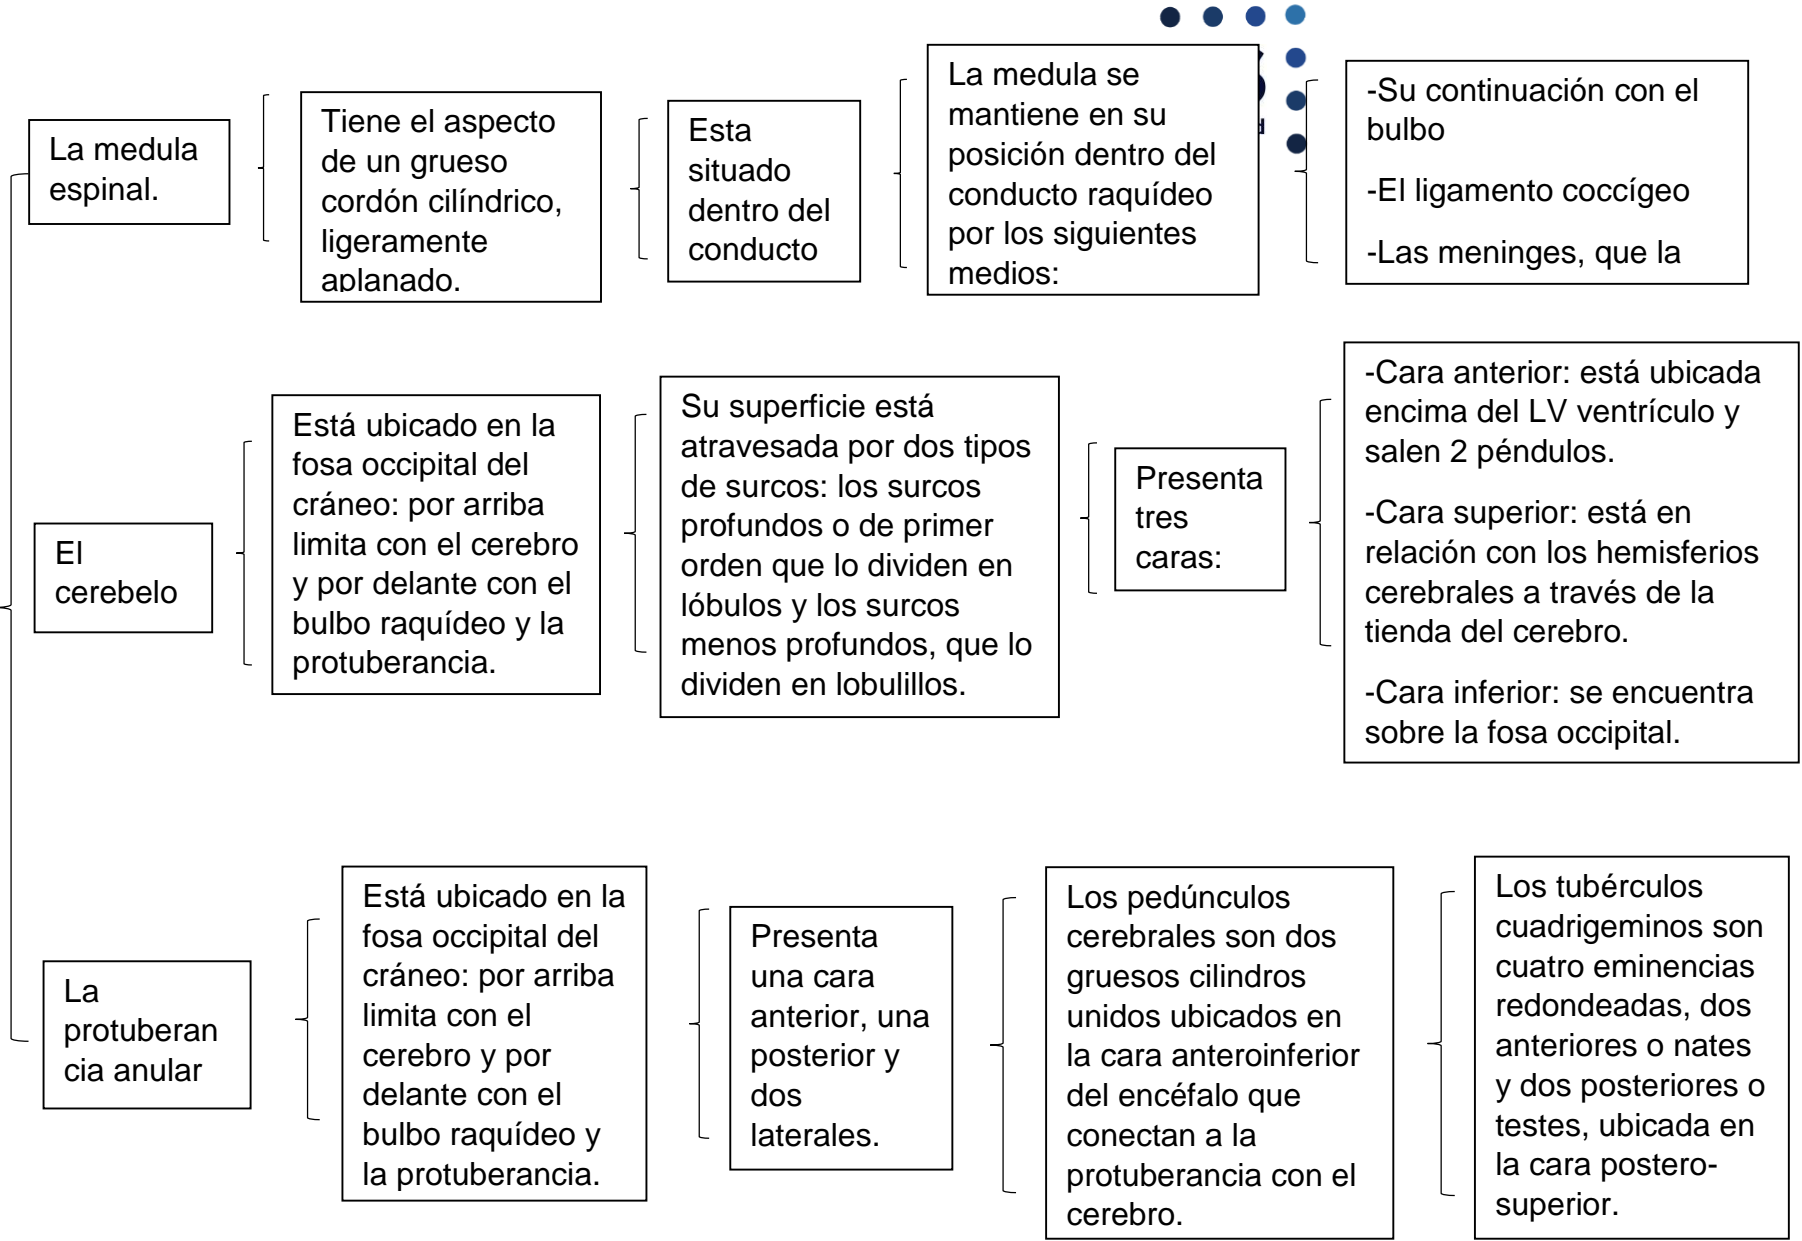 La medula
espinal.
Tiene el aspecto
de un grueso
cordón cilíndrico,
ligeramente
aplanado.
Esta
situado
dentro del
conducto
La medula se
mantiene en su
posición dentro del
conducto raquídeo
por los siguientes
medios:
-Su continuación con el
bulbo
-El ligamento coccígeo
-Las meninges, que la
El
cerebelo
Está ubicado en la
fosa occipital del
cráneo: por arriba
limita con el cerebro
y por delante con el
bulbo raquídeo y la
protuberancia.
Su superficie está
atravesada por dos tipos
de surcos: los surcos
profundos o de primer
orden que lo dividen en
lóbulos y los surcos
menos profundos, que lo
dividen en lobulillos.
Presenta
tres
caras:
-Cara anterior: está ubicada
encima del LV ventrículo y
salen 2 péndulos.
-Cara superior: está en
relación con los hemisferios
cerebrales a través de la
tienda del cerebro.
-Cara inferior: se encuentra
sobre la fosa occipital.
La
protuberan
cia anular
Está ubicado en la
fosa occipital del
cráneo: por arriba
limita con el
cerebro y por
delante con el
bulbo raquídeo y
la protuberancia.
Presenta
una cara
anterior, una
posterior y
dos
laterales.
Los pedúnculos
cerebrales son dos
gruesos cilindros
unidos ubicados en
la cara anteroinferior
del encéfalo que
conectan a la
protuberancia con el
cerebro.
Los tubérculos
cuadrigeminos son
cuatro eminencias
redondeadas, dos
anteriores o nates
y dos posteriores o
testes, ubicada en
la cara postero-
superior.